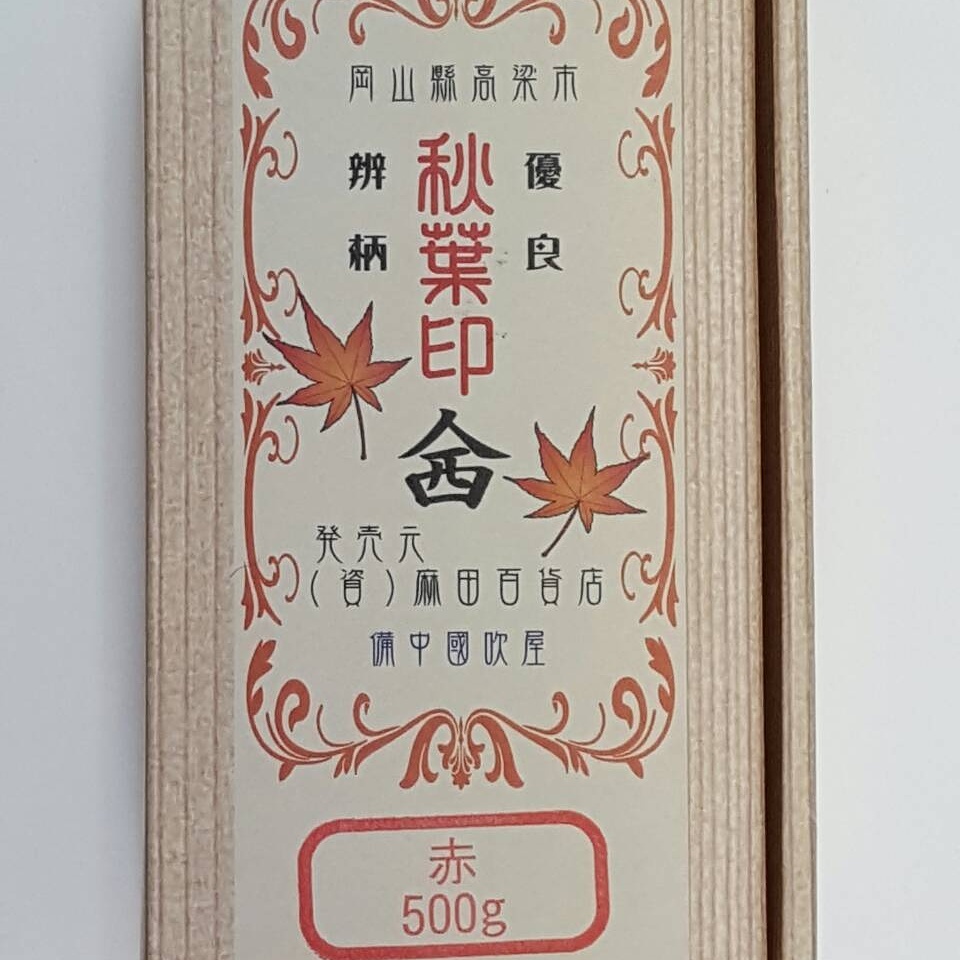 岡山縣高梁市
優良
秋葉印
辨柄
西
発売元
(資)麻田百貨店
備中國吹屋
赤
500g